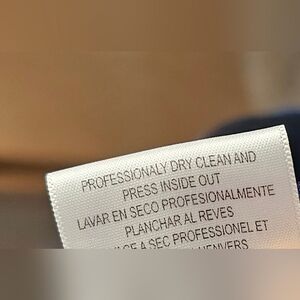 PROFESSIONALY DRY CLEAN AND
PRESS INSIDE OUT
LAVAR EN SECO PROFESIONALMENTE
PLANCHAR AL REVES
A SEC PROFESSIONEL ET